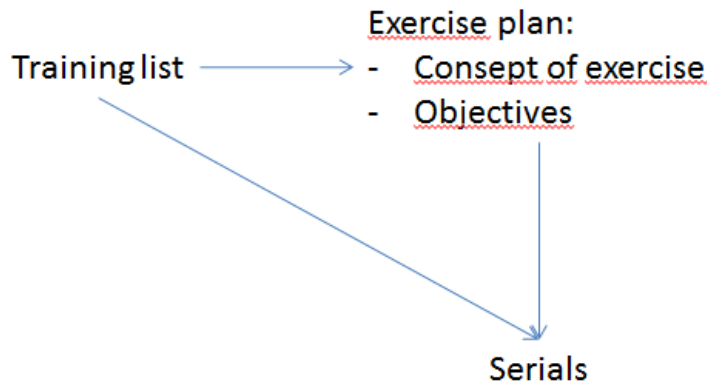 Exercise plan:
Training list
- Consept of exercise
- Objectives
Serials